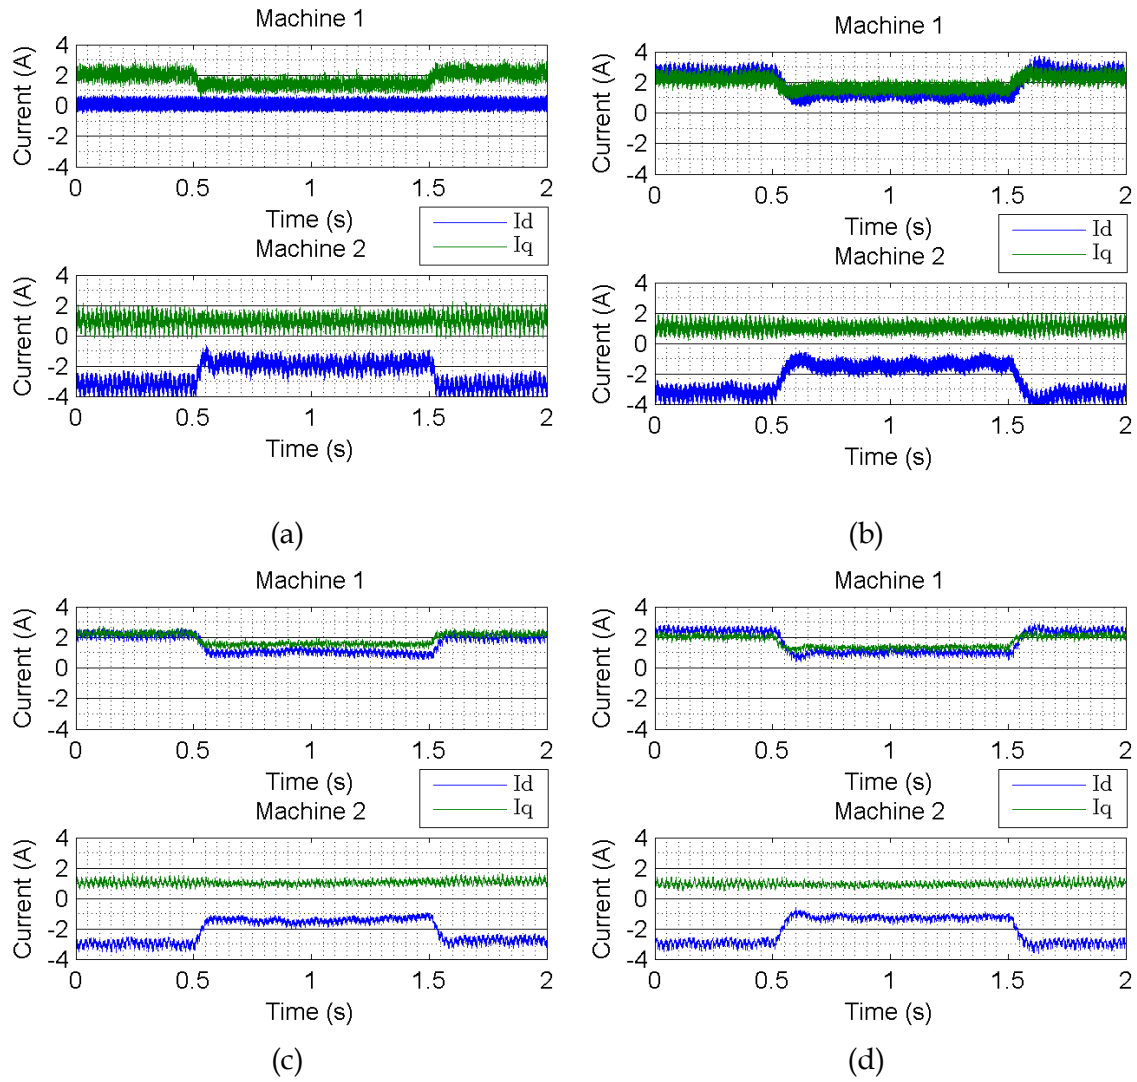 Machine 1
Current (A)
4
2
0
-2
-4
0 0.5 1 1.5 2
Time (s)
Id
Iq
Machine 2
Current (A)
4
2
0
-2
-4
0 0.5 1 1.5 2
Time (s)
(a)
Machine 1
Current (A)
4
2
0
-2
-4
0 0.5 1 1.5 2
Time (s)
Id
Iq
Machine 2
Current (A)
4
2
0
-2
-4
0 0.5 1 1.5 2
Time (s)
(b)
Machine 1
Current (A)
4
2
0
-2
-4
0 0.5 1 1.5 2
Time (s)
Id
Iq
Machine 2
Current (A)
4
2
0
-2
-4
0 0.5 1 1.5 2
Time (s)
(c)
Machine 1
Current (A)
4
2
0
-2
-4
0 0.5 1 1.5 2
Time (s)
Id
Iq
Machine 2
Current (A)
4
2
0
-2
-4
0 0.5 1 1.5 2
Time (s)
(d)